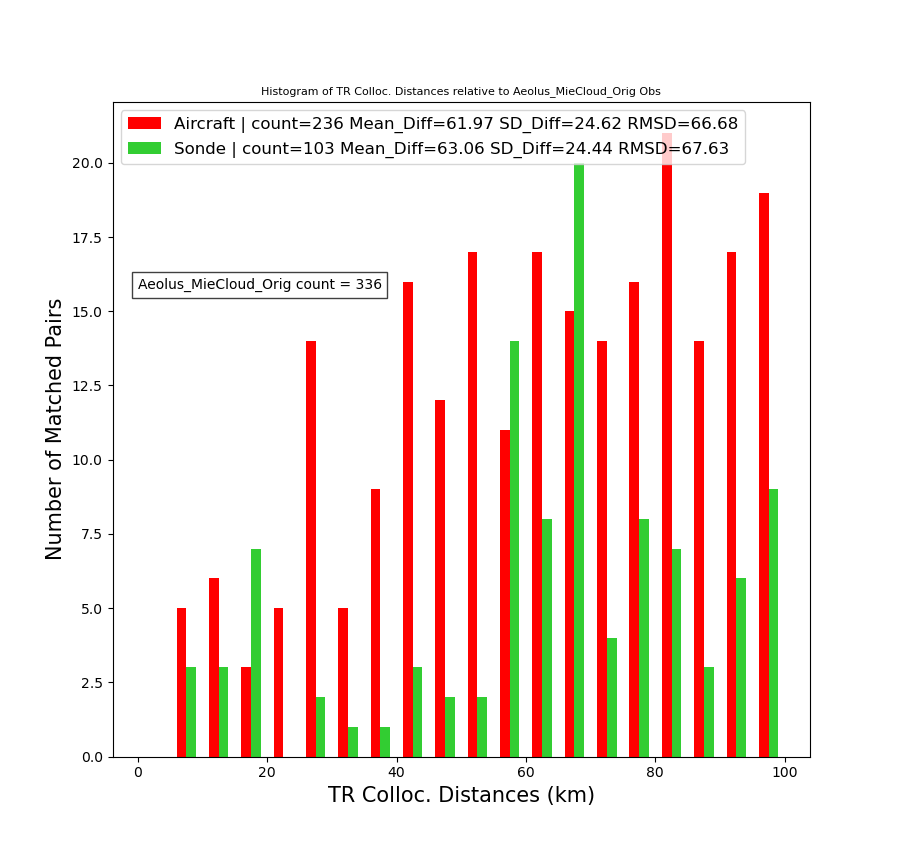 Histogram of TR Colloc. Distances relative to Aeolus_MieCloud_Orig Obs
Aircraft | count=236 Mean_Diff=61.97 SD_Diff=24.62 RMSD=66.68
Sonde | count=103 Mean_Diff=63.06 SD_Diff=24.44 RMSD=67.63
Aeolus_MieCloud_Orig count = 336
Number of Matched Pairs
20.0
17.5
15.0
12.5
10.0
7.5
5.0
2.5
0.0
0 20 40 60 80 100
TR Colloc. Distances (km)